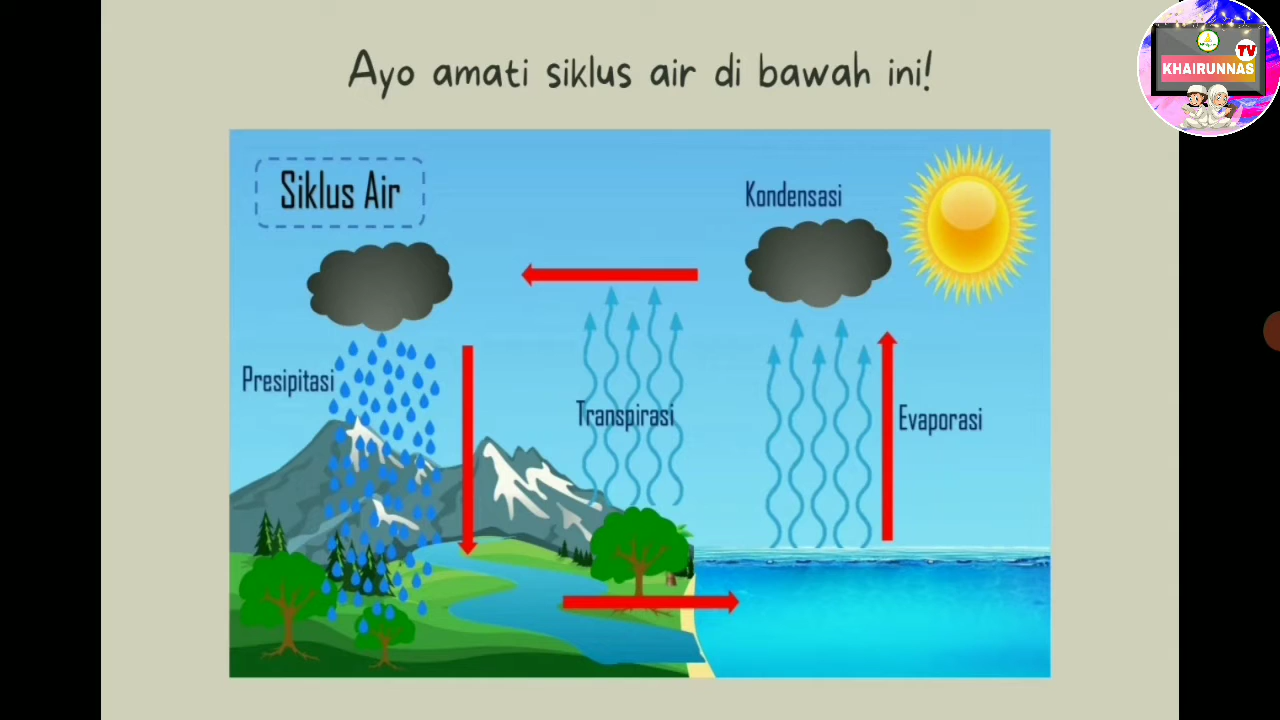 Ayo amati siklus air di bawah ini!
TV
KHAIRUNNAS
Siklus Air
Kondensasi
Presipitasi
Transpirasi
Evaporasi